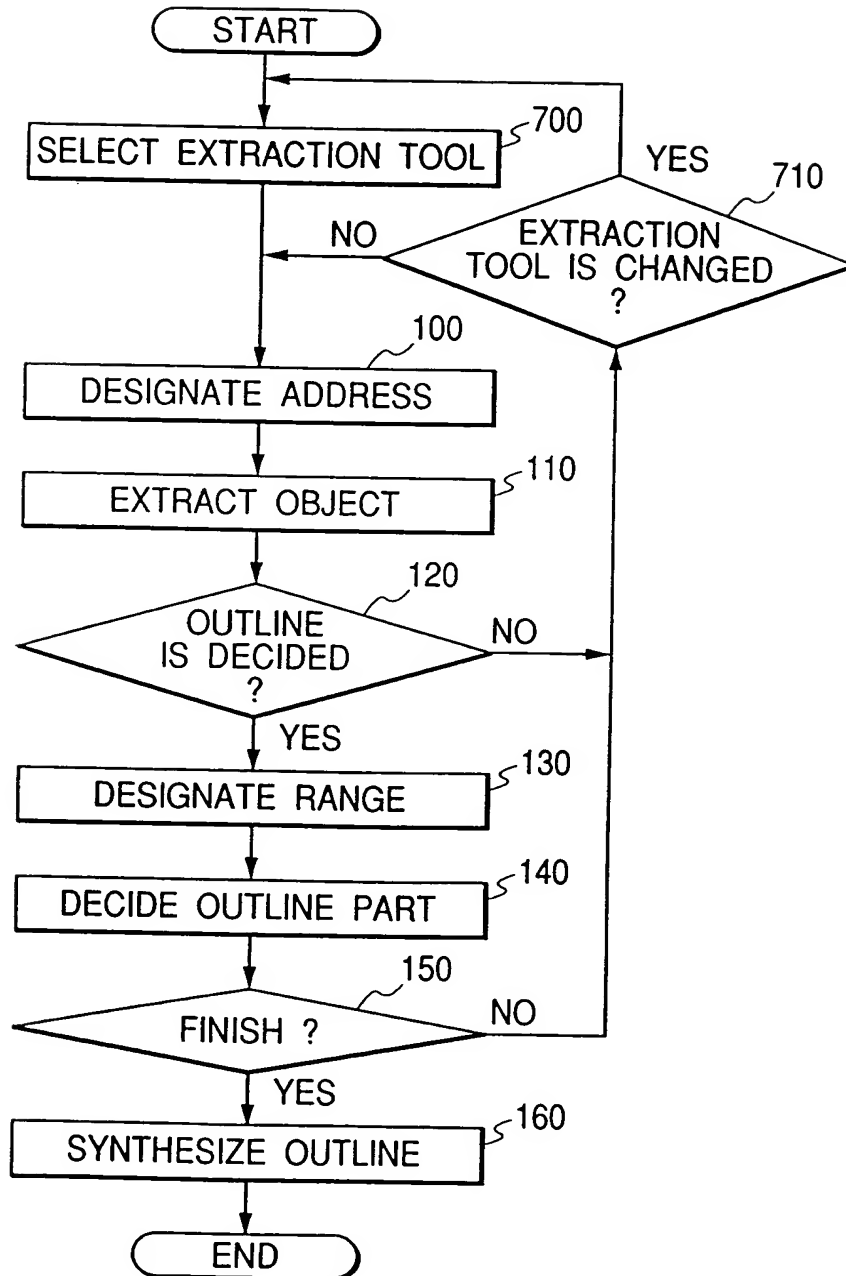 START
SELECT EXTRACTION TOOL
700
YES
710
NO
EXTRACTION
TOOL IS CHANGED
?
100
DESIGNATE ADDRESS
110
EXTRACT OBJECT
120
OUTLINE
IS DECIDED
?
NO
YES
130
DESIGNATE RANGE
140
DECIDE OUTLINE PART
150
FINISH ?
NO
YES
160
SYNTHESIZE OUTLINE
END